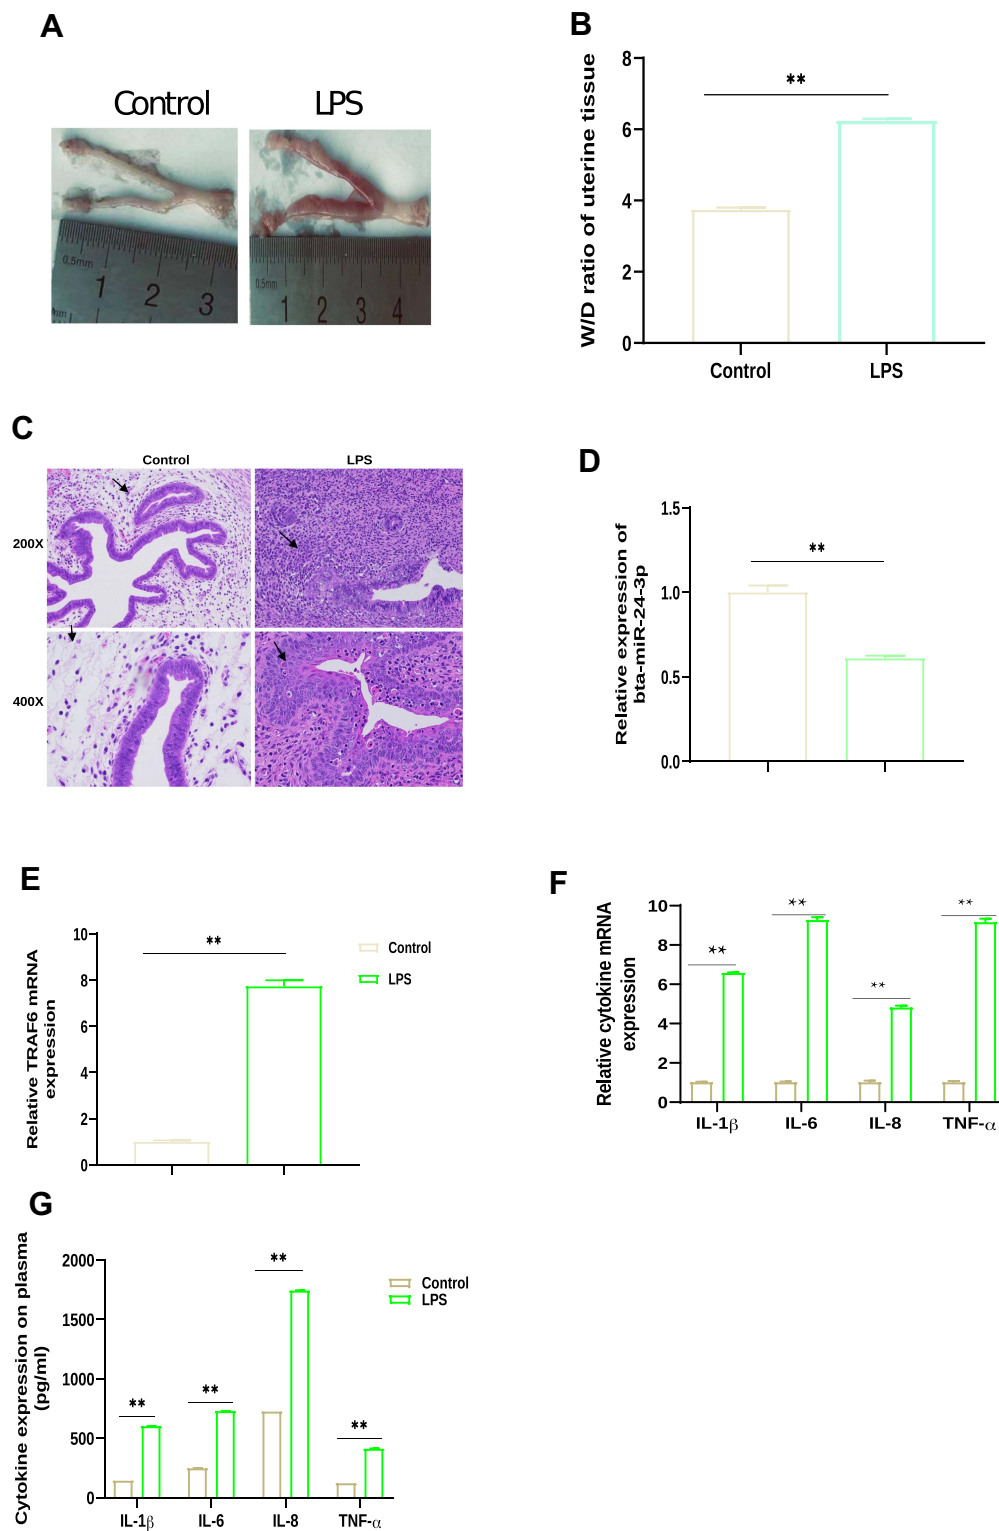 A
Control
LPS
0.5mm
1
2
3
0.5mm
1
2
3
4
B
W/D ratio of uterine tissue
8
6
4
2
0
**
Control
LPS
C
Control
LPS
200X
400X
D
Relative expression of
bta-miR-24-3p
1.5
1.0
0.5
0.0
**
E
Relative TRAF6 mRNA
expression
10
8
6
4
2
0
**
Control
LPS
F
Relative cytokine mRNA
expression
10
8
6
4
2
0
**
**
**
**
IL-1β
IL-6
IL-8
TNF-α
G
Cytokine expression on plasma
(pg/ml)
2000
1500
1000
500
0
**
**
**
**
Control
LPS
IL-1β
IL-6
IL-8
TNF-α